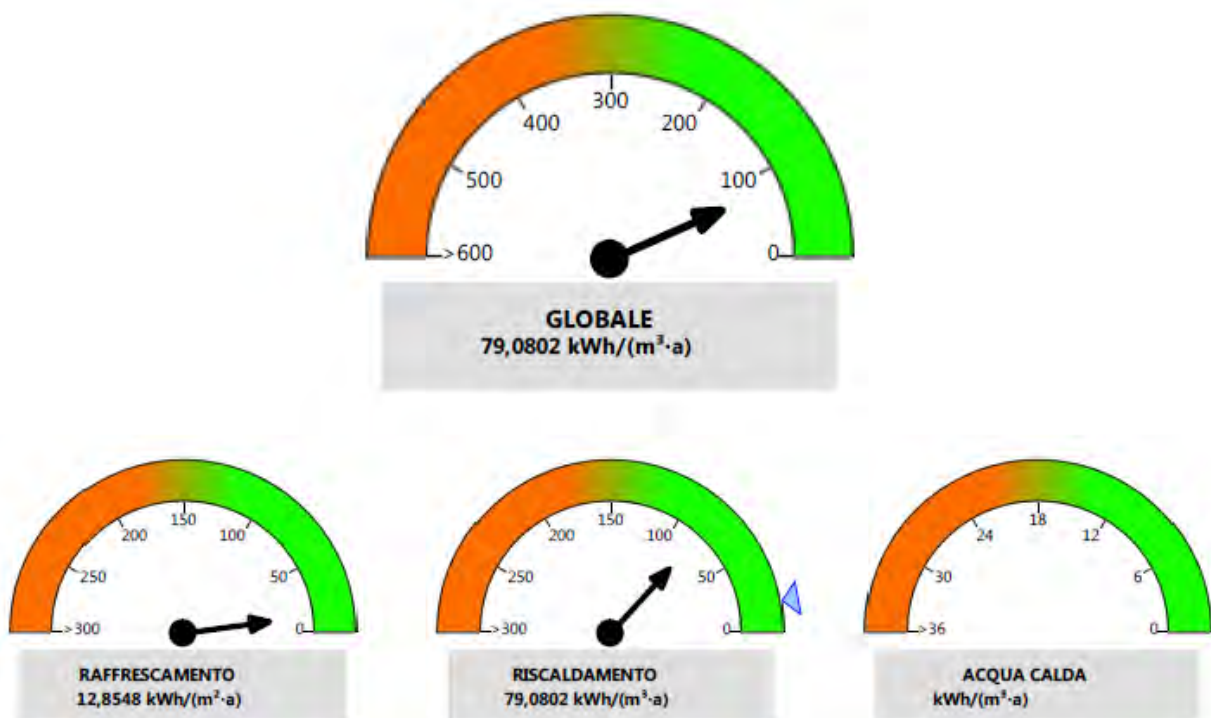 300
400 200
500 100
>600 0
GLOBALE
79,0802 kWh/(m³·a)
150
200 100
250 50
>300 0
RAFFRESCAMENTO
12,8548 kWh/(m²·a)
150
200 100
250 50
>300 0
RISCALDAMENTO
79,0802 kWh/(m³·a)
18
24 12
30 6
>36 0
ACQUA CALDA
kWh/(m³·a)